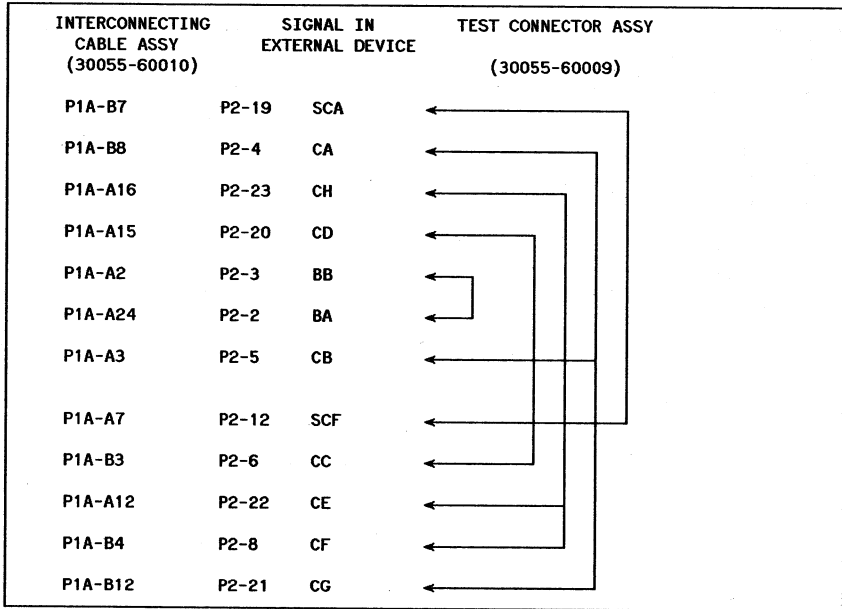 INTERCONNECTING SIGNAL IN TEST CONNECTOR ASSY
CABLE ASSY EXTERNAL DEVICE
(30055-60010) (30055-60009)
P1A-B7 P2-19 SCA
P1A-B8 P2-4 CA
P1A-A16 P2-23 CH
P1A-A15 P2-20 CD
P1A-A2 P2-3 BB
P1A-A24 P2-2 BA
P1A-A3 P2-5 CB
P1A-A7 P2-12 SCF
P1A-B3 P2-6 CC
P1A-A12 P2-22 CE
P1A-B4 P2-8 CF
P1A-B12 P2-21 CG